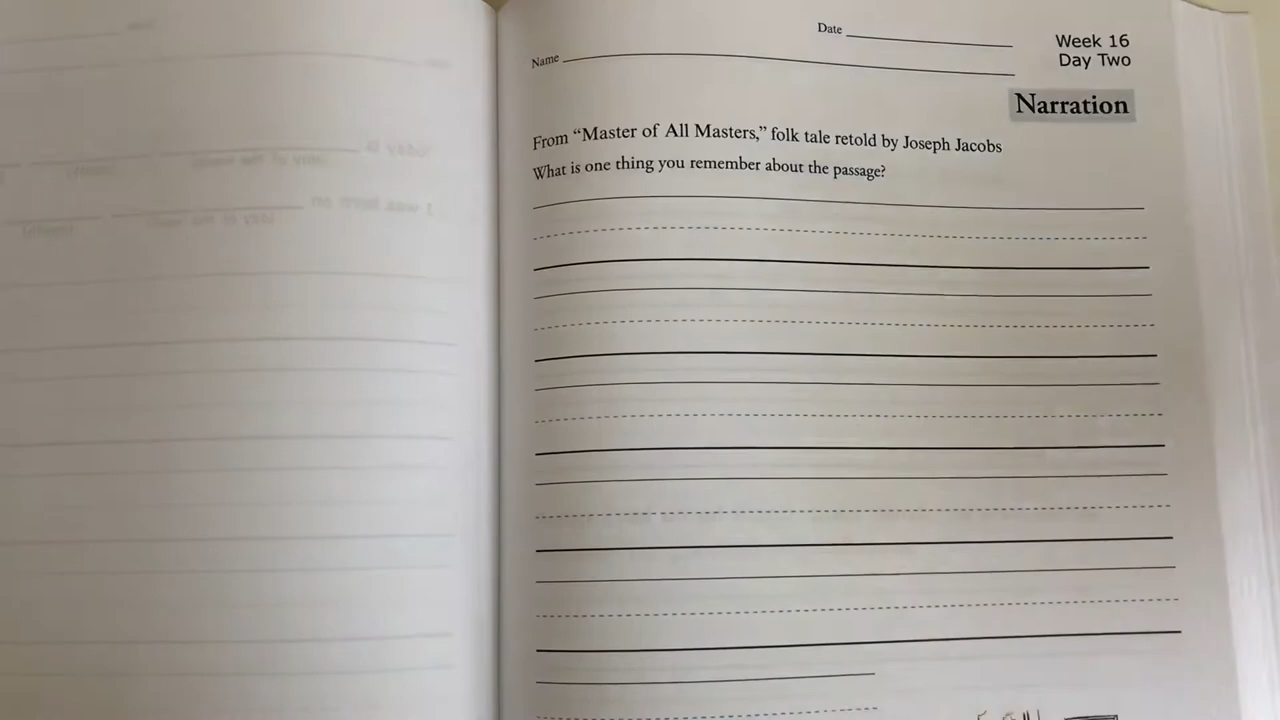 Date
Week 16
Day Two
Name
Narration
From “Master of All Masters,” folk tale retold by Joseph Jacobs
What is one thing you remember about the passage?